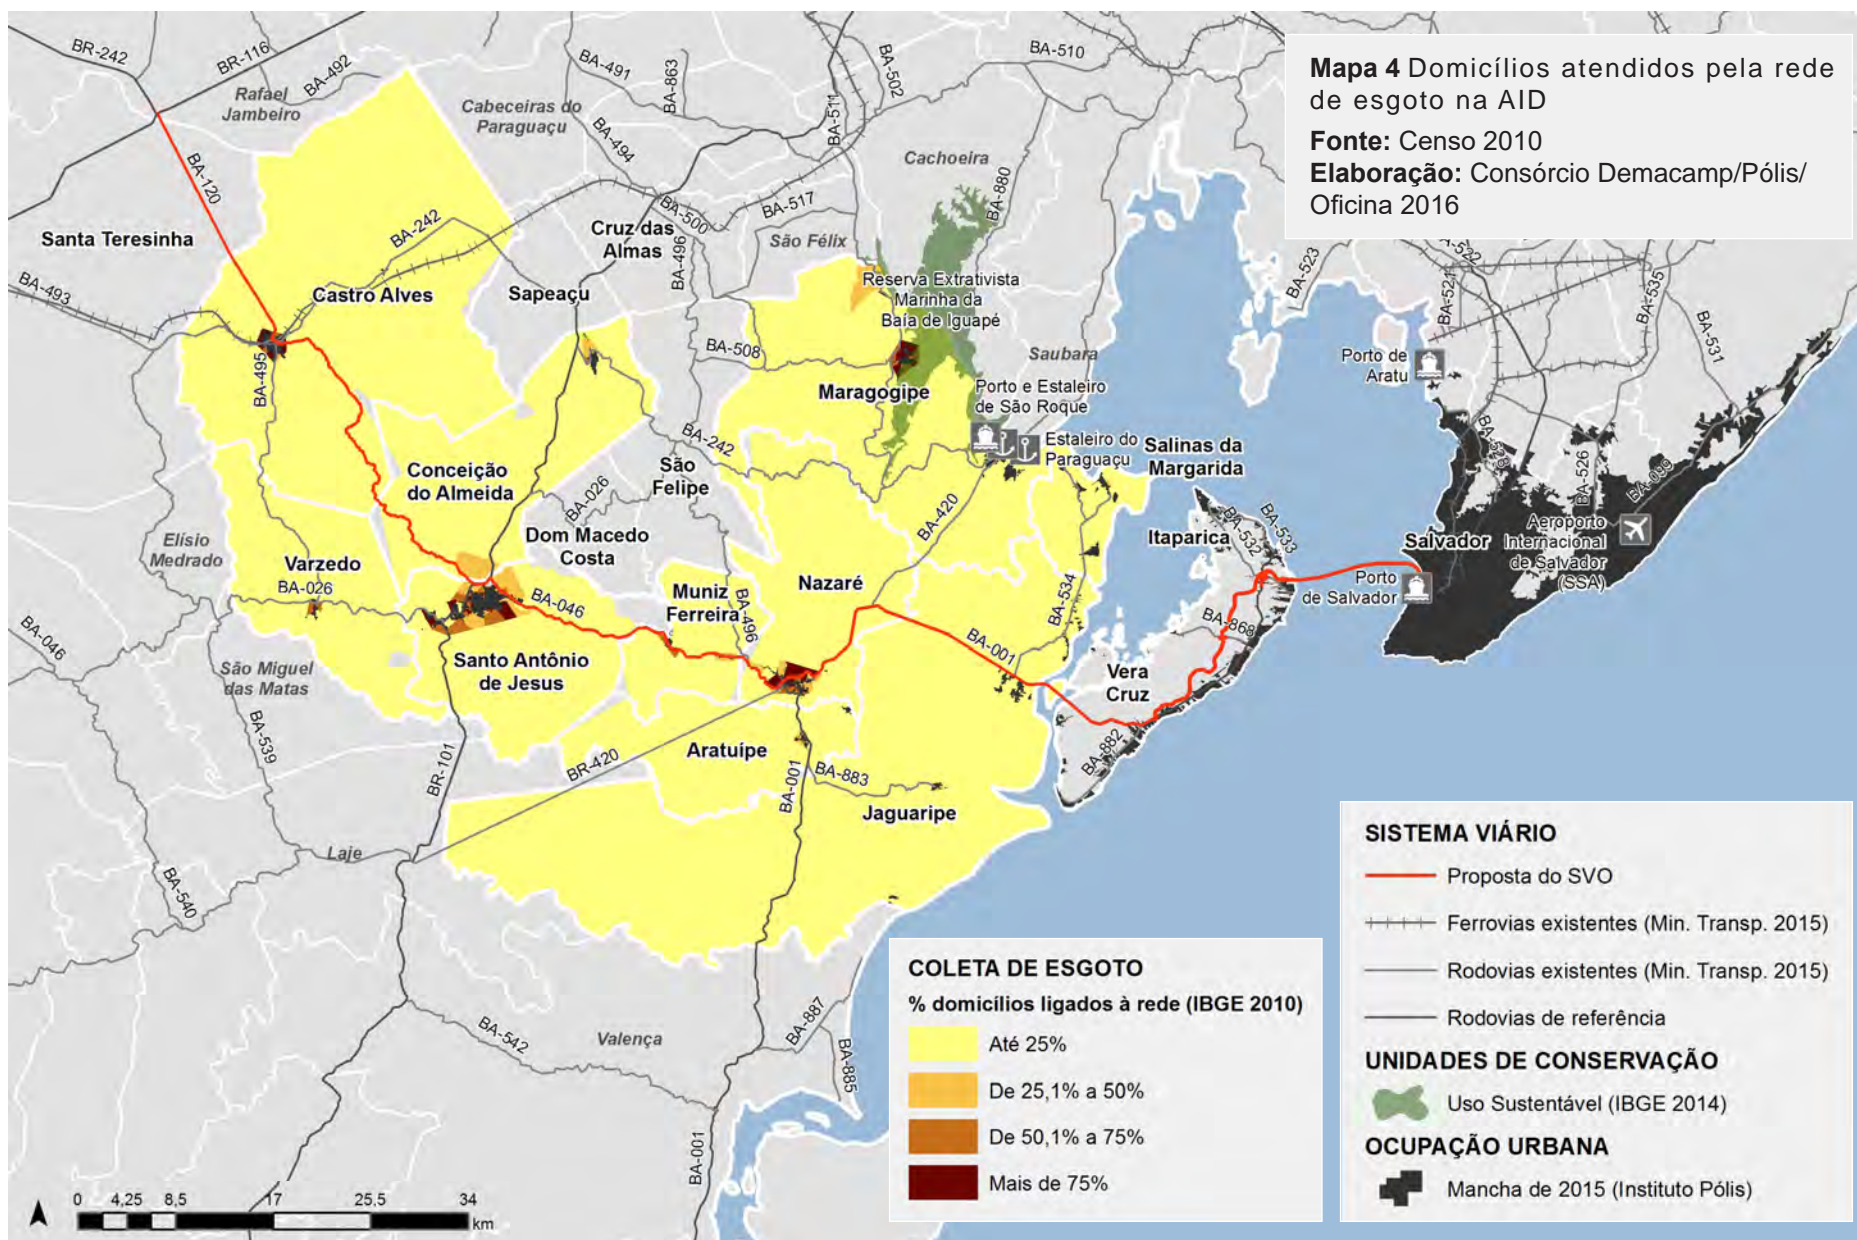 Mapa 4 Domicílios atendidos pela rede
de esgoto na AID
Fonte: Censo 2010
Elaboração: Consórcio Demacamp/Pólis/
Oficina 2016
BR-242
BR-116
BA-492
Rafael
Jambeiro
BA-491
BA-863
BA-502
BA-510
BA-511
Cabeceiras do
Paraguaçu
BA-494
Cachoeira
BA-880
BA-120
BA-517
BA-500
BA-242
Santa Teresinha
Cruz das
Almas
BA-496
São Félix
BA-522
BA-523
BA-521
BA-535
BA-531
BA-493
Castro Alves
Sapeaçu
Reserva Extrativista
Marinha da
Baía de Iguapé
BA-508
BA-495
Saubara
Porto de
Aratu
Maragogipe
Porto e Estaleiro
de São Roque
Estaleiro do
Paraguaçu
Salinas da
Margarida
BA-242
BA-528
BA-526
BA-099
Conceição
do Almeida
São
Felipe
BA-026
BA-420
Elísio
Medrado
Dom Macedo
Costa
BA-532
BA-533
Itaparica
Salvador
Aeroporto
Internacional
de Salvador
(SSA)
Varzedo
BA-026
Muniz
Ferreira
Nazaré
Porto
de Salvador
BA-046
BA-496
BA-534
BA-868
BA-046
São Miguel
das Matas
Santo Antônio
de Jesus
BA-001
Vera
Cruz
BA-539
BR-101
BR-420
Aratuípe
BA-001
BA-883
BA-882
Jaguaripe
Laje
BA-540
BA-542
Valença
BA-887
BA-885
BA-001
0 4,25 8,5 17 25,5 34
km
COLETA DE ESGOTO
% domicílios ligados à rede (IBGE 2010)
Até 25%
De 25,1% a 50%
De 50,1% a 75%
Mais de 75%
SISTEMA VIÁRIO
Proposta do SVO
Ferrovias existentes (Min. Transp. 2015)
Rodovias existentes (Min. Transp. 2015)
Rodovias de referência
UNIDADES DE CONSERVAÇÃO
Uso Sustentável (IBGE 2014)
OCUPAÇÃO URBANA
Mancha de 2015 (Instituto Pólis)